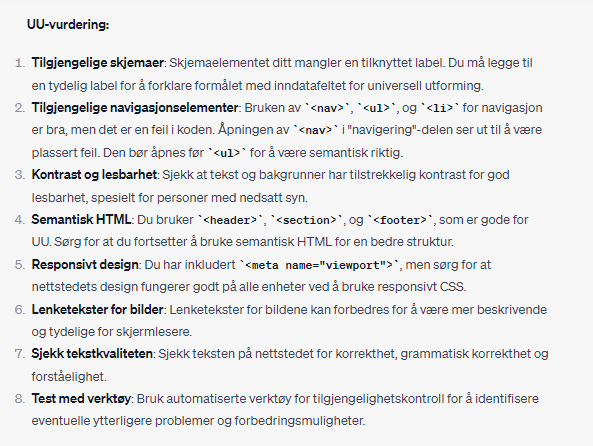 UU-vurdering:
1. Tilgjengelige skjemaer: Skjemaelementet ditt mangler en tilknyttet label. Du må legge til
en tydelig label for å forklare formålet med inndatafeltet for universell utforming.
2. Tilgjengelige navigasjonselementer: Bruken av `<nav>`, `<ul>`, og `<li>` for navigasjon
er bra, men det er en feil i koden. Åpningen av `<nav>` i "navigering"-delen ser ut til å være
plassert feil. Den bør åpnes før `<ul>` for å være semantisk riktig.
3. Kontrast og lesbarhet: Sjekk at tekst og bakgrunner har tilstrekkelig kontrast for god
lesbarhet, spesielt for personer med nedsatt syn.
4. Semantisk HTML: Du bruker `<header>`, `<section>`, og `<footer>`, som er gode for
UU. Sørg for at du fortsetter å bruke semantisk HTML for en bedre struktur.
5. Responsivt design: Du har inkludert `<meta name="viewport">`, men sørg for at
nettstedets design fungerer godt på alle enheter ved å bruke responsivt CSS.
6. Lenketekster for bilder: Lenketekster for bildene kan forbedres for å være mer beskrivende
og tydelige for skjermlesere.
7. Sjekk tekstkvaliteten: Sjekk teksten på nettstedet for korrekthet, grammatisk korrekthet og
forståelighet.
8. Test med verktøy: Bruk automatiserte verktøy for tilgjengelighetskontroll for å identifisere
eventuelle ytterligere problemer og forbedringsmuligheter.